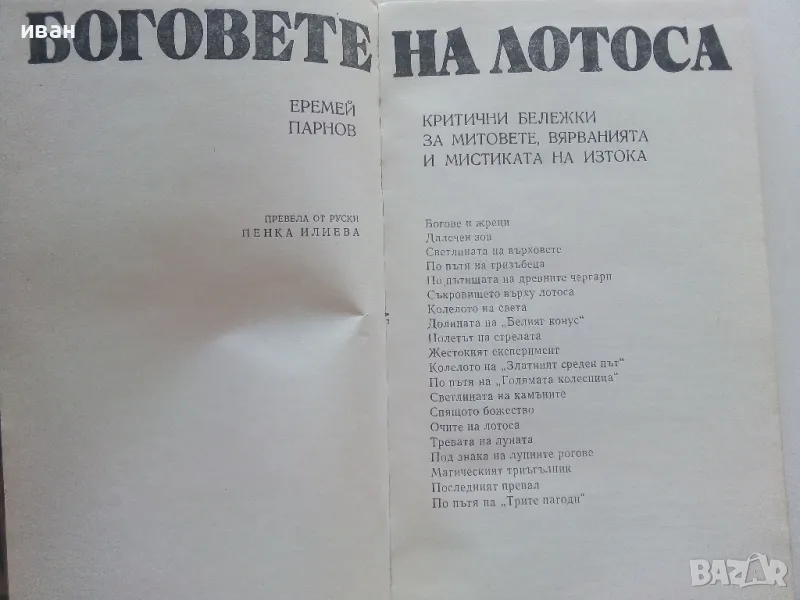 иван
БОГОВЕТЕ НА ЛОТОСА
ЕРЕМЕЙ
ПАРНОВ
ПРЕВЕЛА ОТ РУСКИ
ПЕНКА ИЛИЕВА
КРИТИЧНИ БЕЛЕЖКИ
ЗА МИТОВЕТЕ, ВЯРВАНИЯТА
И МИСТИКАТА НА ИЗТОКА
Богове и жреци
Далечен зов
Светлината на върховете
По пътя на гризъбеца
По пътищата на древните чергари
Съкровището върху лотоса
Колелото на света
Долината на „Белият конус“
Полетът на стрелата
Жестокият експеримент
Колелото на „Златният среден път“
По пътя на „Голямата колесница“
Светлината на камъните
Спящото божество
Очите на лотоса
Тревата на луната
Под знака на лунните рогове
Магическият триъгълник
Последният превал
По пътя на „Трите пагоди“
BAZAR
bazar.bg